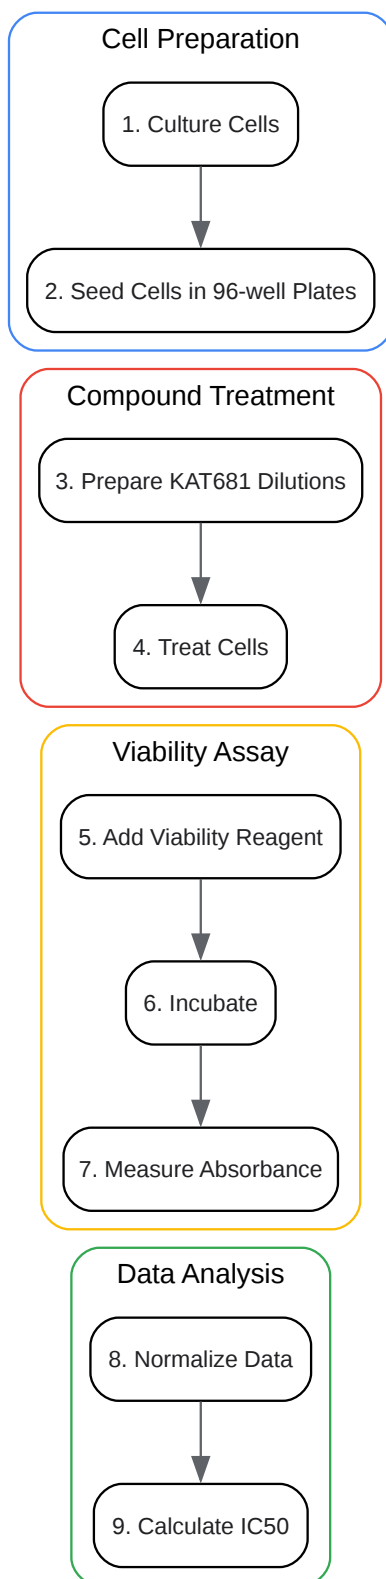 Cell Preparation
1. Culture Cells
2. Seed Cells in 96-well Plates
Compound Treatment
3. Prepare KAT681 Dilutions
4. Treat Cells
Viability Assay
5. Add Viability Reagent
6. Incubate
7. Measure Absorbance
Data Analysis
8. Normalize Data
9. Calculate IC50